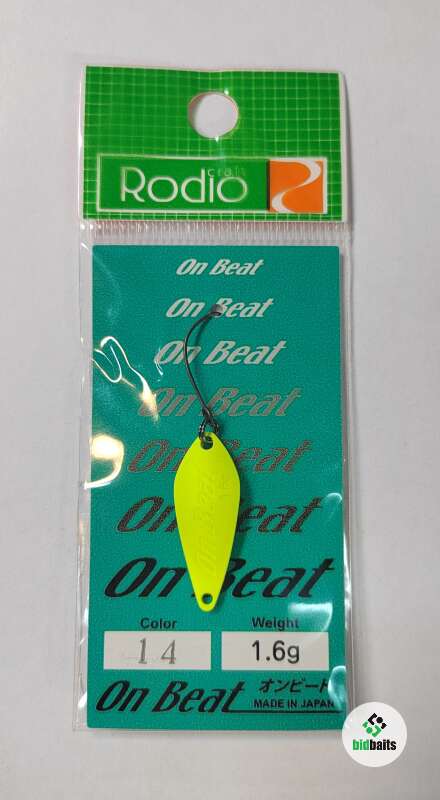 craft
Rodio
On Beat
On Beat
On Beat
On Beat
On Beat
On Beat
On Beat
Color Weight
14 1.6g
On Beat オンビート
MADE IN JAPAN
bidbaits